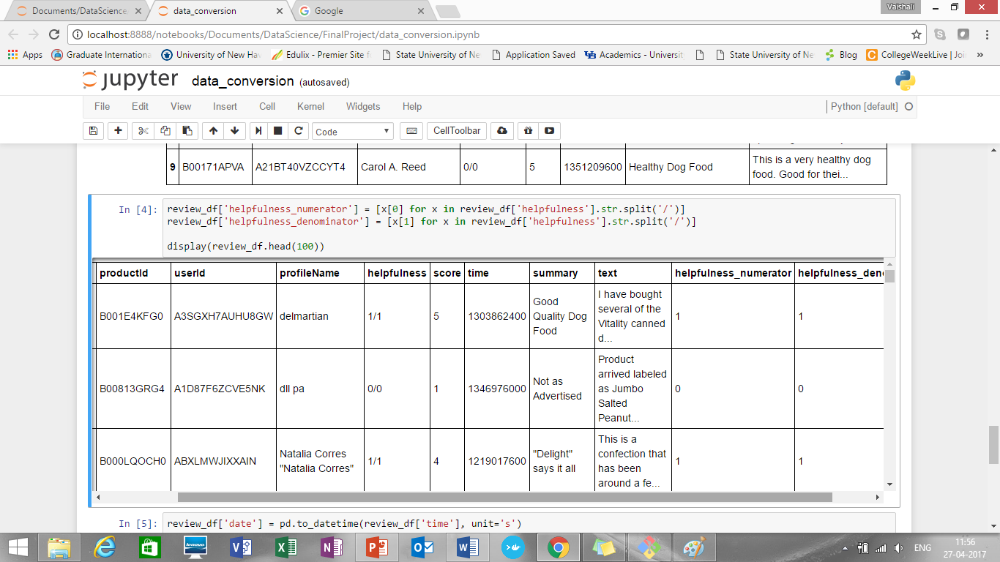 Documents/DataScience
data_conversion
Google
Vaishali
localhost:8888/notebooks/Documents/DataScience/FinalProject/data_conversion.ipynb
Apps Graduate Internationa University of New Ha Edulix - Premier Site f State University of Ne Application Saved Academics - Universit State University of Ne Blog CollegeWeekLive | Joi »
jupyter data_conversion (autosaved)
File Edit View Insert Cell Kernel Widgets Help Python [default]
Code CellToolbar
9 B00171APVA A21BT40VZCCYT4 Carol A. Reed 0/0 5 1351209600 Healthy Dog Food This is a very healthy dog
food. Good for thei...
In [4]: review_df['helpfulness_numerator'] = [x[0] for x in review_df['helpfulness'].str.split('/')]
review_df['helpfulness_denominator'] = [x[1] for x in review_df['helpfulness'].str.split('/')]
display(review_df.head(100))
productId userId profileName helpfulness score time summary text helpfulness_numerator helpfulness_den
B001E4KFG0 A3SGXH7AUHU8GW delmartian 1/1 5 1303862400 Good
Quality Dog
Food I have bought
several of the
Vitality canned
d... 1 1
B00813GRG4 A1D87F6ZCVE5NK dll pa 0/0 1 1346976000 Not as
Advertised Product
arrived labeled
as Jumbo
Salted
Peanut... 0 0
B000LQOCH0 ABXLMWJIXXAIN Natalia Corres
"Natalia Corres" 1/1 4 1219017600 "Delight"
says it all This is a
confection that
has been
around a fe... 1 1
In [5]: review_df['date'] = pd.to_datetime(review_df['time'], unit='s')
lenovo
ENG
11:56
27-04-2017